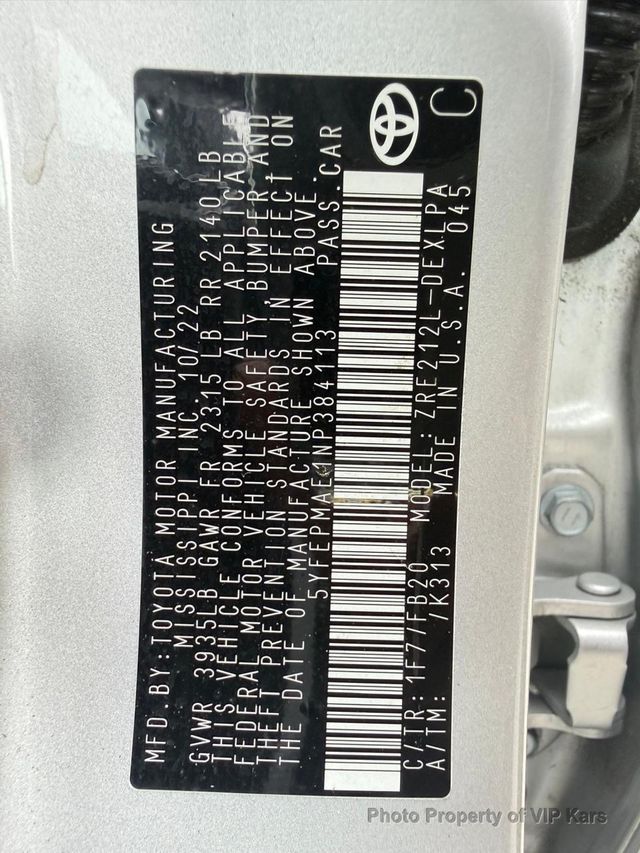 MFD.BY:TOYOTA MOTOR MANUFACTURING
MISSISSIPPI INC. 10/22
GVWR 3935LB GAWR FR 2315 LB RR 2140 LB
THIS VEHICLE CONFORMS TO ALL APPLICABLE
FEDERAL MOTOR VEHICLE SAFETY, BUMPER AND
THEFT PREVENTION STANDARDS IN EFFECT ON
THE DATE OF MANUFACTURE SHOWN ABOVE.
5YFEPMAE1NP384113 PASS.CAR
C/TR: 1F7/FB20 MODEL: ZRE212L-DEXLPA
A/TM: /K313 MADE IN U.S.A. 045
C
Photo Property of VIP Kars